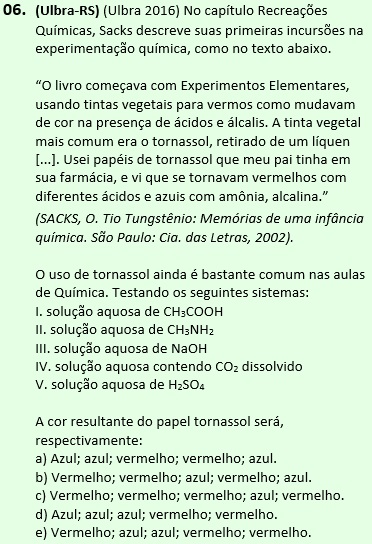 06. (Ulbra-RS) (Ulbra 2016) No capítulo Recreações
Químicas, Sacks descreve suas primeiras incursões na
experimentação química, como no texto abaixo.
"O livro começava com Experimentos Elementares,
usando tintas vegetais para vermos como mudavam
de cor na presença de ácidos e álcalis. A tinta vegetal
mais comum era o tornassol, retirado de um líquen
[...]. Usei papéis de tornassol que meu pai tinha em
sua farmácia, e vi que se tornavam vermelhos com
diferentes ácidos e azuis com amônia, alcalina."
(SACKS, O. Tio Tungstênio: Memórias de uma infância
química. São Paulo: Cia. das Letras, 2002).
O uso de tornassol ainda é bastante comum nas aulas
de Química. Testando os seguintes sistemas:
I. solução aquosa de CH₃COOH
II. solução aquosa de CH₃NH₂
III. solução aquosa de NaOH
IV. solução aquosa contendo CO₂ dissolvido
V. solução aquosa de H₂SO₄
A cor resultante do papel tornassol será,
respectivamente:
a) Azul; azul; vermelho; vermelho; azul.
b) Vermelho; vermelho; azul; vermelho; azul.
c) Vermelho; vermelho; vermelho; azul; vermelho.
d) Azul; azul; azul; vermelho; vermelho.
e) Vermelho; azul; azul; vermelho; vermelho.